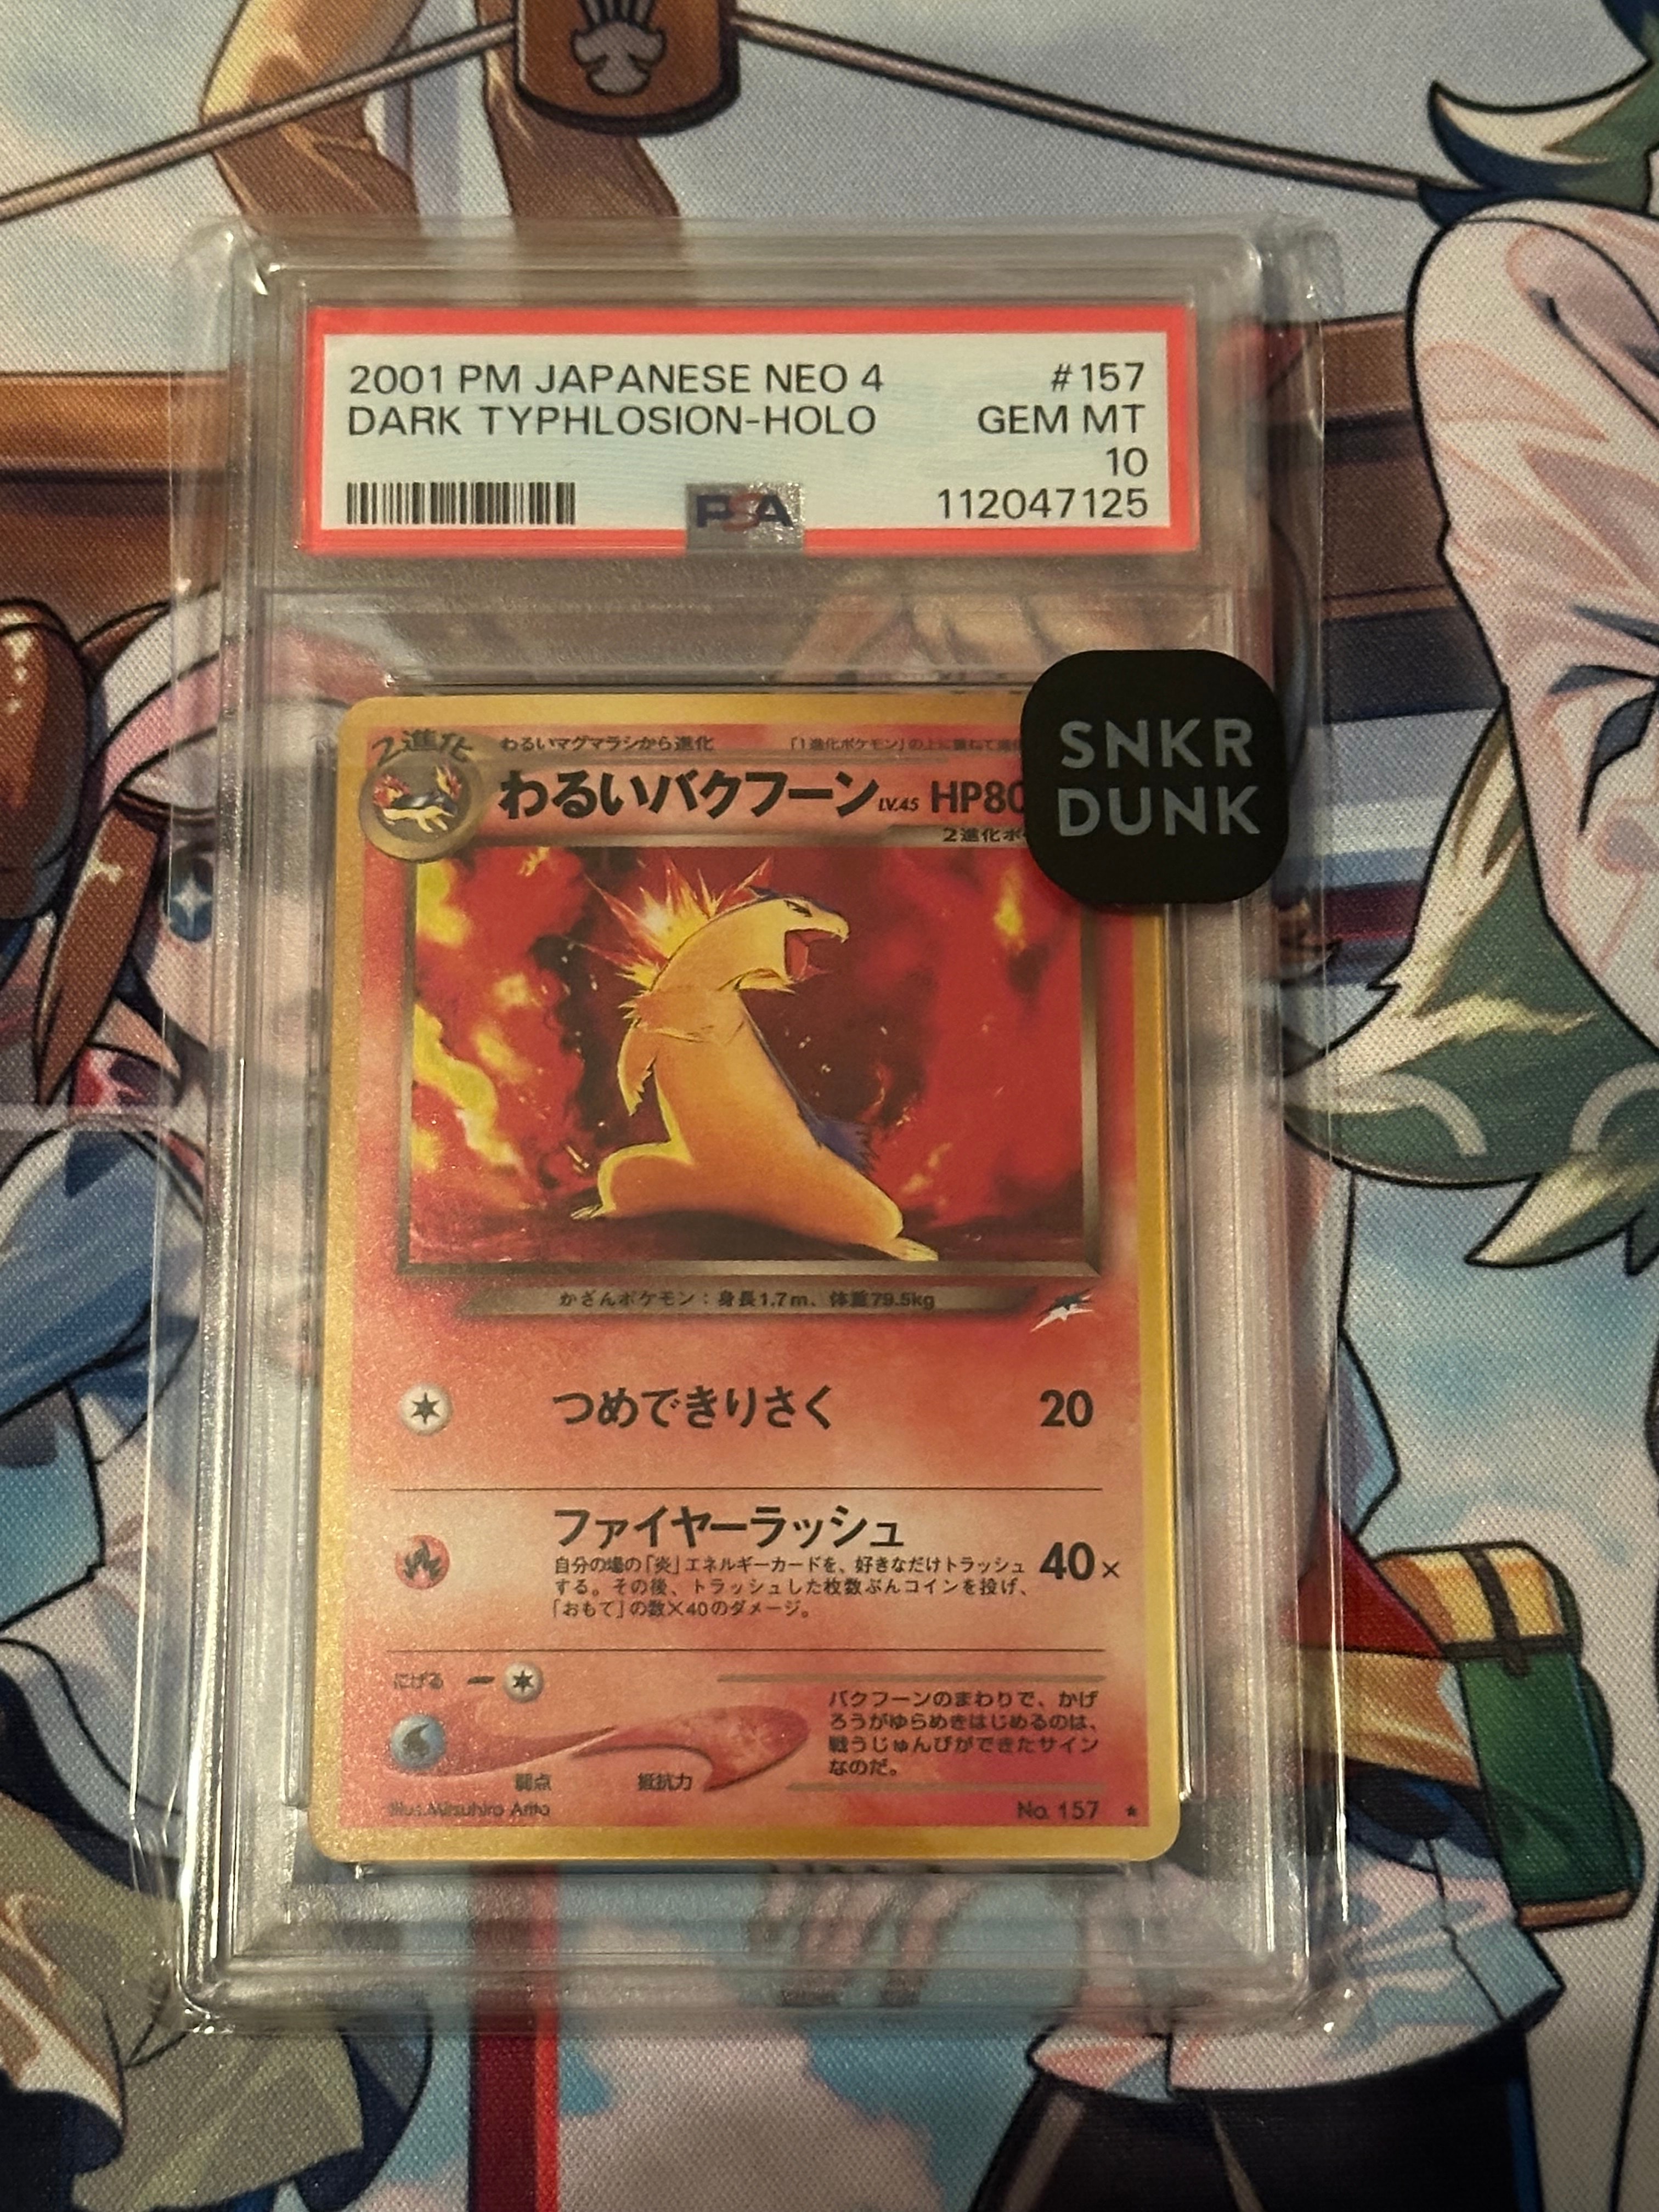 2001 PM JAPANESE NEO 4 #157
DARK TYPHLOSION-HOLO GEM MT
10
PSA 112047125
SNKR
DUNK
2進化
わるいマグマラシから進化 「1進化ポケモン」の上に重ねて進化
わるいバクフーン LV.45 HP80
2進化ポ
かざんポケモン：身長1.7m、体重79.5kg
つめできりさく 20
ファイヤーラッシュ
自分の場の「炎」エネルギーカードを、好きなだけトラッシュ
する。その後、トラッシュした枚数ぶんコインを投げ、
「おもて」の数×40のダメージ。
40×
にげる
弱点 抵抗力
バクフーンのまわりで、かげ
ろうがゆらめきはじめるのは、
戦うじゅんびができたサイン
なのだ。
Illus.Mitsuhiro Arita No. 157 ★